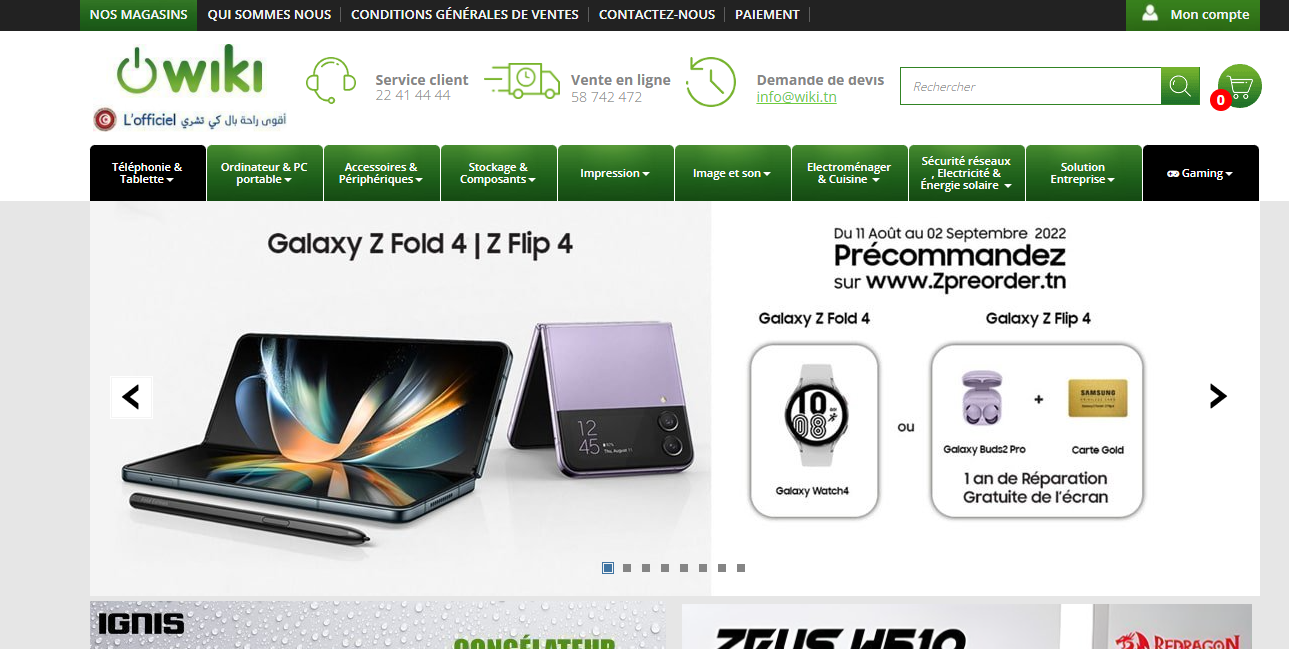 NOS MAGASINS
QUI SOMMES NOUS
CONDITIONS GÉNÉRALES DE VENTES
CONTACTEZ-NOUS
PAIEMENT
Mon compte
wiki
L'officiel أقوى راحة بال كي تشري
Service client
22 41 44 44
Vente en ligne
58 742 472
Demande de devis
info@wiki.tn
Rechercher
0
Téléphonie &
Tablette
Ordinateur & PC
portable
Accessoires &
Périphériques
Stockage &
Composants
Impression
Image et son
Electroménager
& Cuisine
Sécurité réseaux
, Electricité &
Énergie solaire
Solution
Entreprise
Gaming
Galaxy Z Fold 4 | Z Flip 4
Du 11 Août au 02 Septembre 2022
Précommandez
sur www.Zpreorder.tn
Galaxy Z Fold 4
Galaxy Z Flip 4
12
45
Thu, August 11
10
08
Galaxy Watch4
ou
+
SAMSUNG
Galaxy Buds2 Pro
Carte Gold
1 an de Réparation
Gratuite de l'écran
IGNIS
CONGÉLATEUR
ZEUS H510
REDRAGON